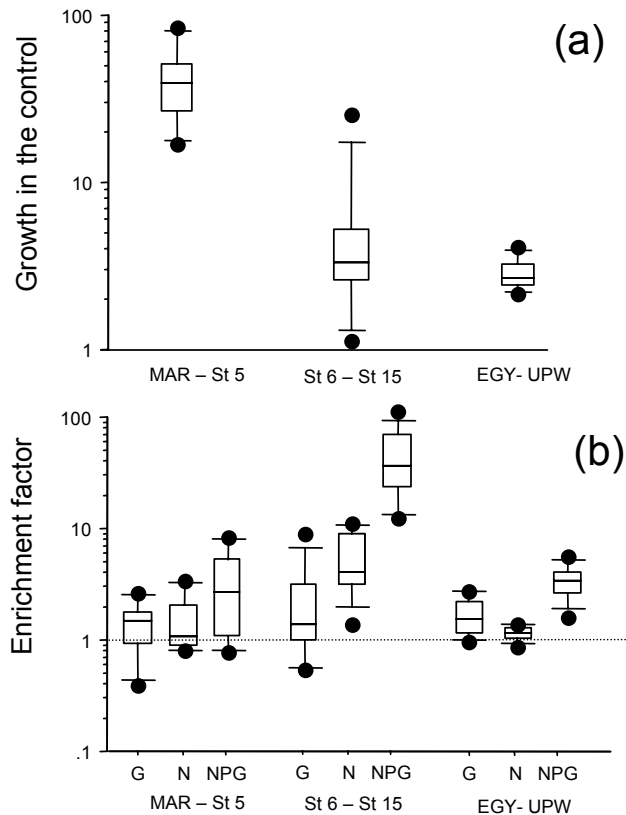 (a)
Growth in the control
100
10
1
MAR – St 5 St 6 – St 15 EGY- UPW
(b)
Enrichment factor
100
10
1
.1
G N NPG G N NPG G N NPG
MAR – St 5 St 6 – St 15 EGY- UPW